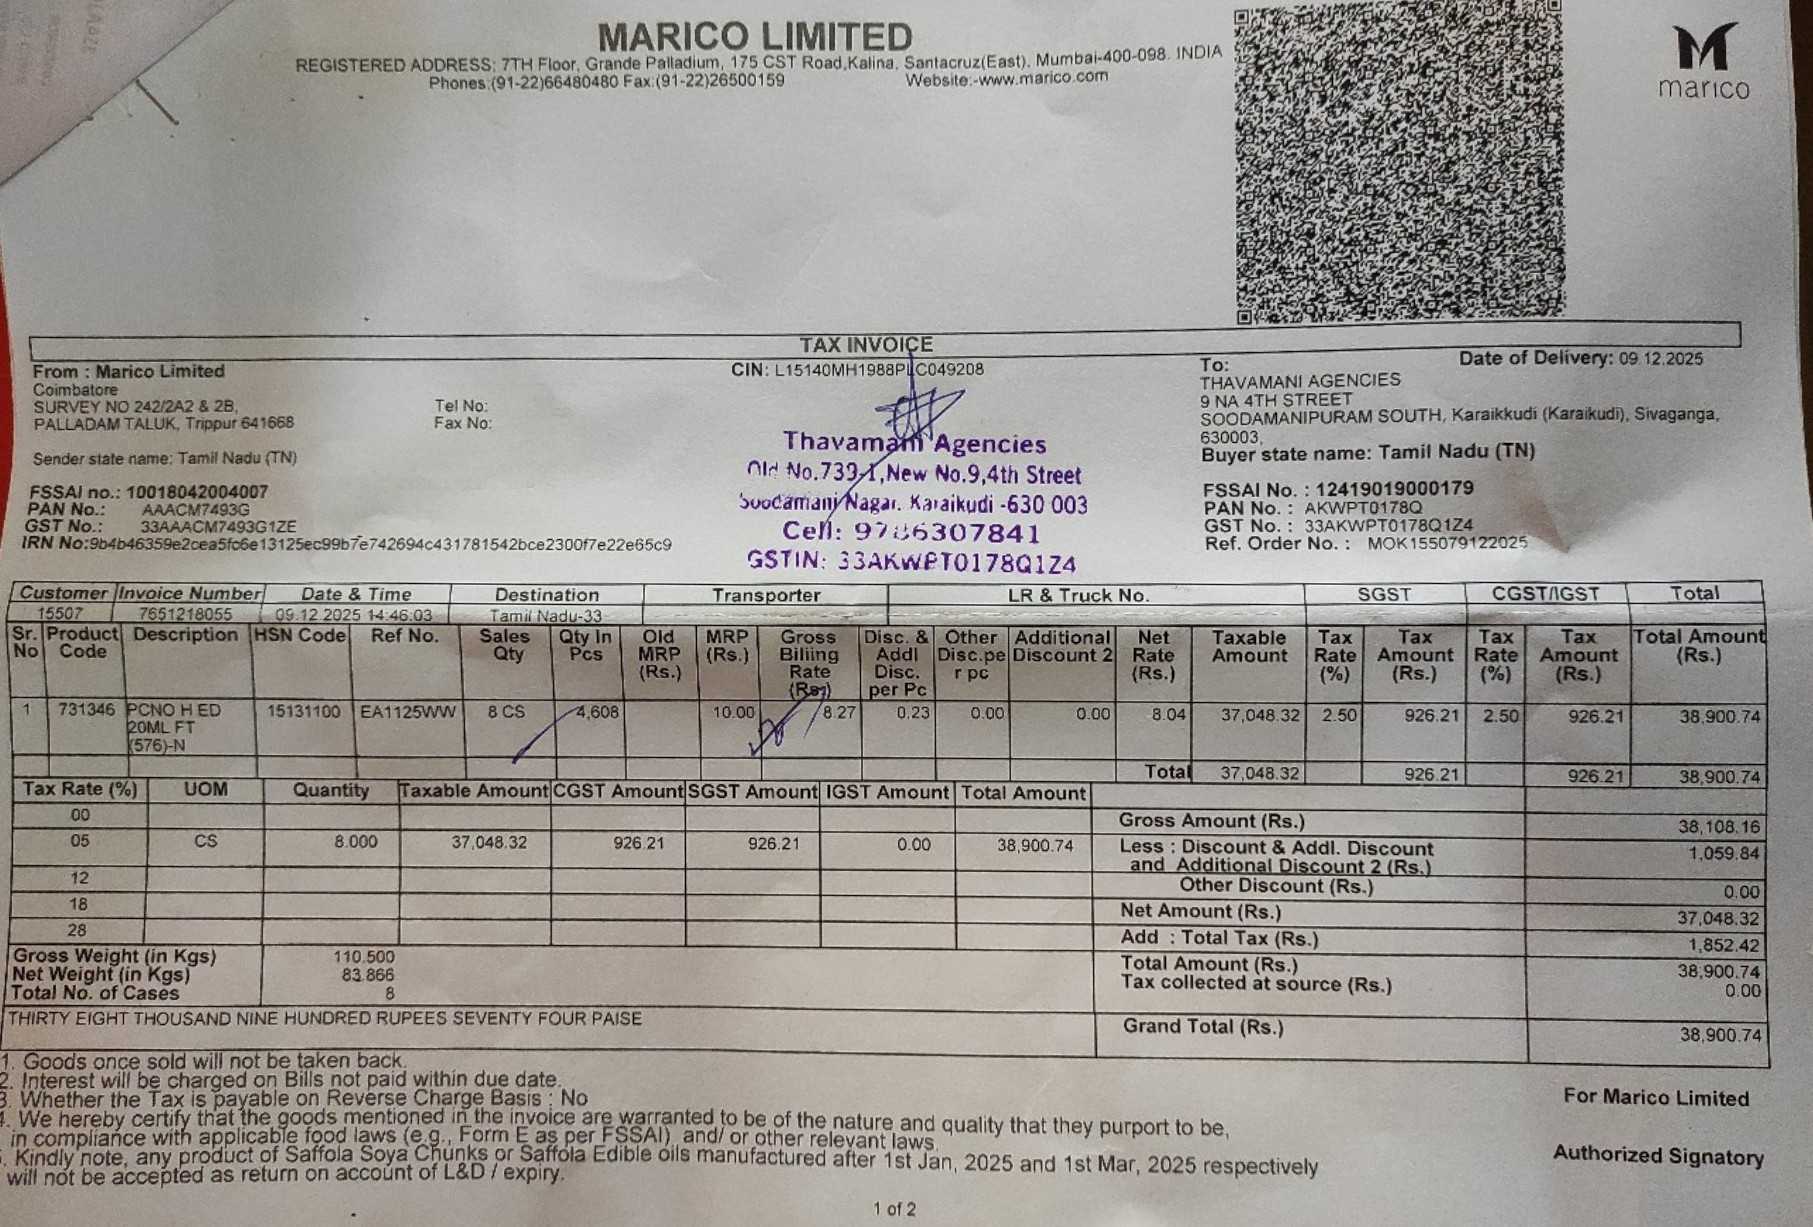 MARICO LIMITED
REGISTERED ADDRESS: 7TH Floor, Grande Palladium, 175 CST Road,Kalina, Santacruz(East). Mumbai-400-098. INDIA
Phones:(91-22)66480480 Fax:(91-22)26500159 Website:-www.marico.com
marico
TAX INVOICE
From : Marico Limited
Coimbatore
SURVEY NO 242/2A2 & 2B,
PALLADAM TALUK, Trippur 641668
Tel No:
Fax No:
Sender state name: Tamil Nadu (TN)
FSSAI no.: 10018042004007
PAN No.: AAACM7493G
GST No.: 33AAACM7493G1ZE
IRN No:9b4b46359e2cea5fc6e13125ec99b7e742694c431781542bce2300f7e22e65c9
CIN: L15140MH1988PLC049208
Thavamani Agencies
Old No.739-1,New No.9,4th Street
Soodamani Nagar. Karaikudi -630 003
Cell: 9786307841
GSTIN: 33AKWPT0178Q1Z4
To: Date of Delivery: 09.12.2025
THAVAMANI AGENCIES
9 NA 4TH STREET
SOODAMANIPURAM SOUTH, Karaikkudi (Karaikudi), Sivaganga,
630003,
Buyer state name: Tamil Nadu (TN)
FSSAI No. : 12419019000179
PAN No. : AKWPT0178Q
GST No. : 33AKWPT0178Q1Z4
Ref. Order No. : MOK155079122025
Customer Invoice Number Date & Time Destination Transporter LR & Truck No. SGST CGST/IGST Total
15507 7651218055 09.12.2025 14:46:03 Tamil Nadu-33
Sr. No Product Code Description HSN Code Ref No. Sales Qty Qty In Pcs Old MRP (Rs.) MRP (Rs.) Gross Biliing Rate (Rs.) Disc. & Addl Disc. per Pc Other Disc.pe r pc Additional Discount 2 Net Rate (Rs.) Taxable Amount Tax Rate (%) Tax Amount (Rs.) Tax Rate (%) Tax Amount (Rs.) Total Amount (Rs.)
1 731346 PCNO H ED 15131100 EA1125WW 8 CS 4,608 10.00 8.27 0.23 0.00 0.00 8.04 37,048.32 2.50 926.21 2.50 926.21 38,900.74
20ML FT
(576)-N
Total 37,048.32 926.21 926.21 38,900.74
Tax Rate (%) UOM Quantity Taxable Amount CGST Amount SGST Amount IGST Amount Total Amount
00
05 CS 8.000 37,048.32 926.21 926.21 0.00 38,900.74
12
18
28
Gross Amount (Rs.) 38,108.16
Less : Discount & Addl. Discount 1,059.84
and Additional Discount 2 (Rs.)
Other Discount (Rs.) 0.00
Net Amount (Rs.) 37,048.32
Add : Total Tax (Rs.) 1,852.42
Total Amount (Rs.) 38,900.74
Tax collected at source (Rs.) 0.00
Grand Total (Rs.) 38,900.74
Gross Weight (in Kgs) 110.500
Net Weight (in Kgs) 83.866
Total No. of Cases 8
THIRTY EIGHT THOUSAND NINE HUNDRED RUPEES SEVENTY FOUR PAISE
1. Goods once sold will not be taken back.
2. Interest will be charged on Bills not paid within due date.
3. Whether the Tax is payable on Reverse Charge Basis : No
. We hereby certify that the goods mentioned in the invoice are warranted to be of the nature and quality that they purport to be,
in compliance with applicable food laws (e.g., Form E as per FSSAI) and/ or other relevant laws.
. Kindly note, any product of Saffola Soya Chunks or Saffola Edible oils manufactured after 1st Jan, 2025 and 1st Mar, 2025 respectively
will not be accepted as return on account of L&D / expiry.
For Marico Limited
Authorized Signatory
1 of 2